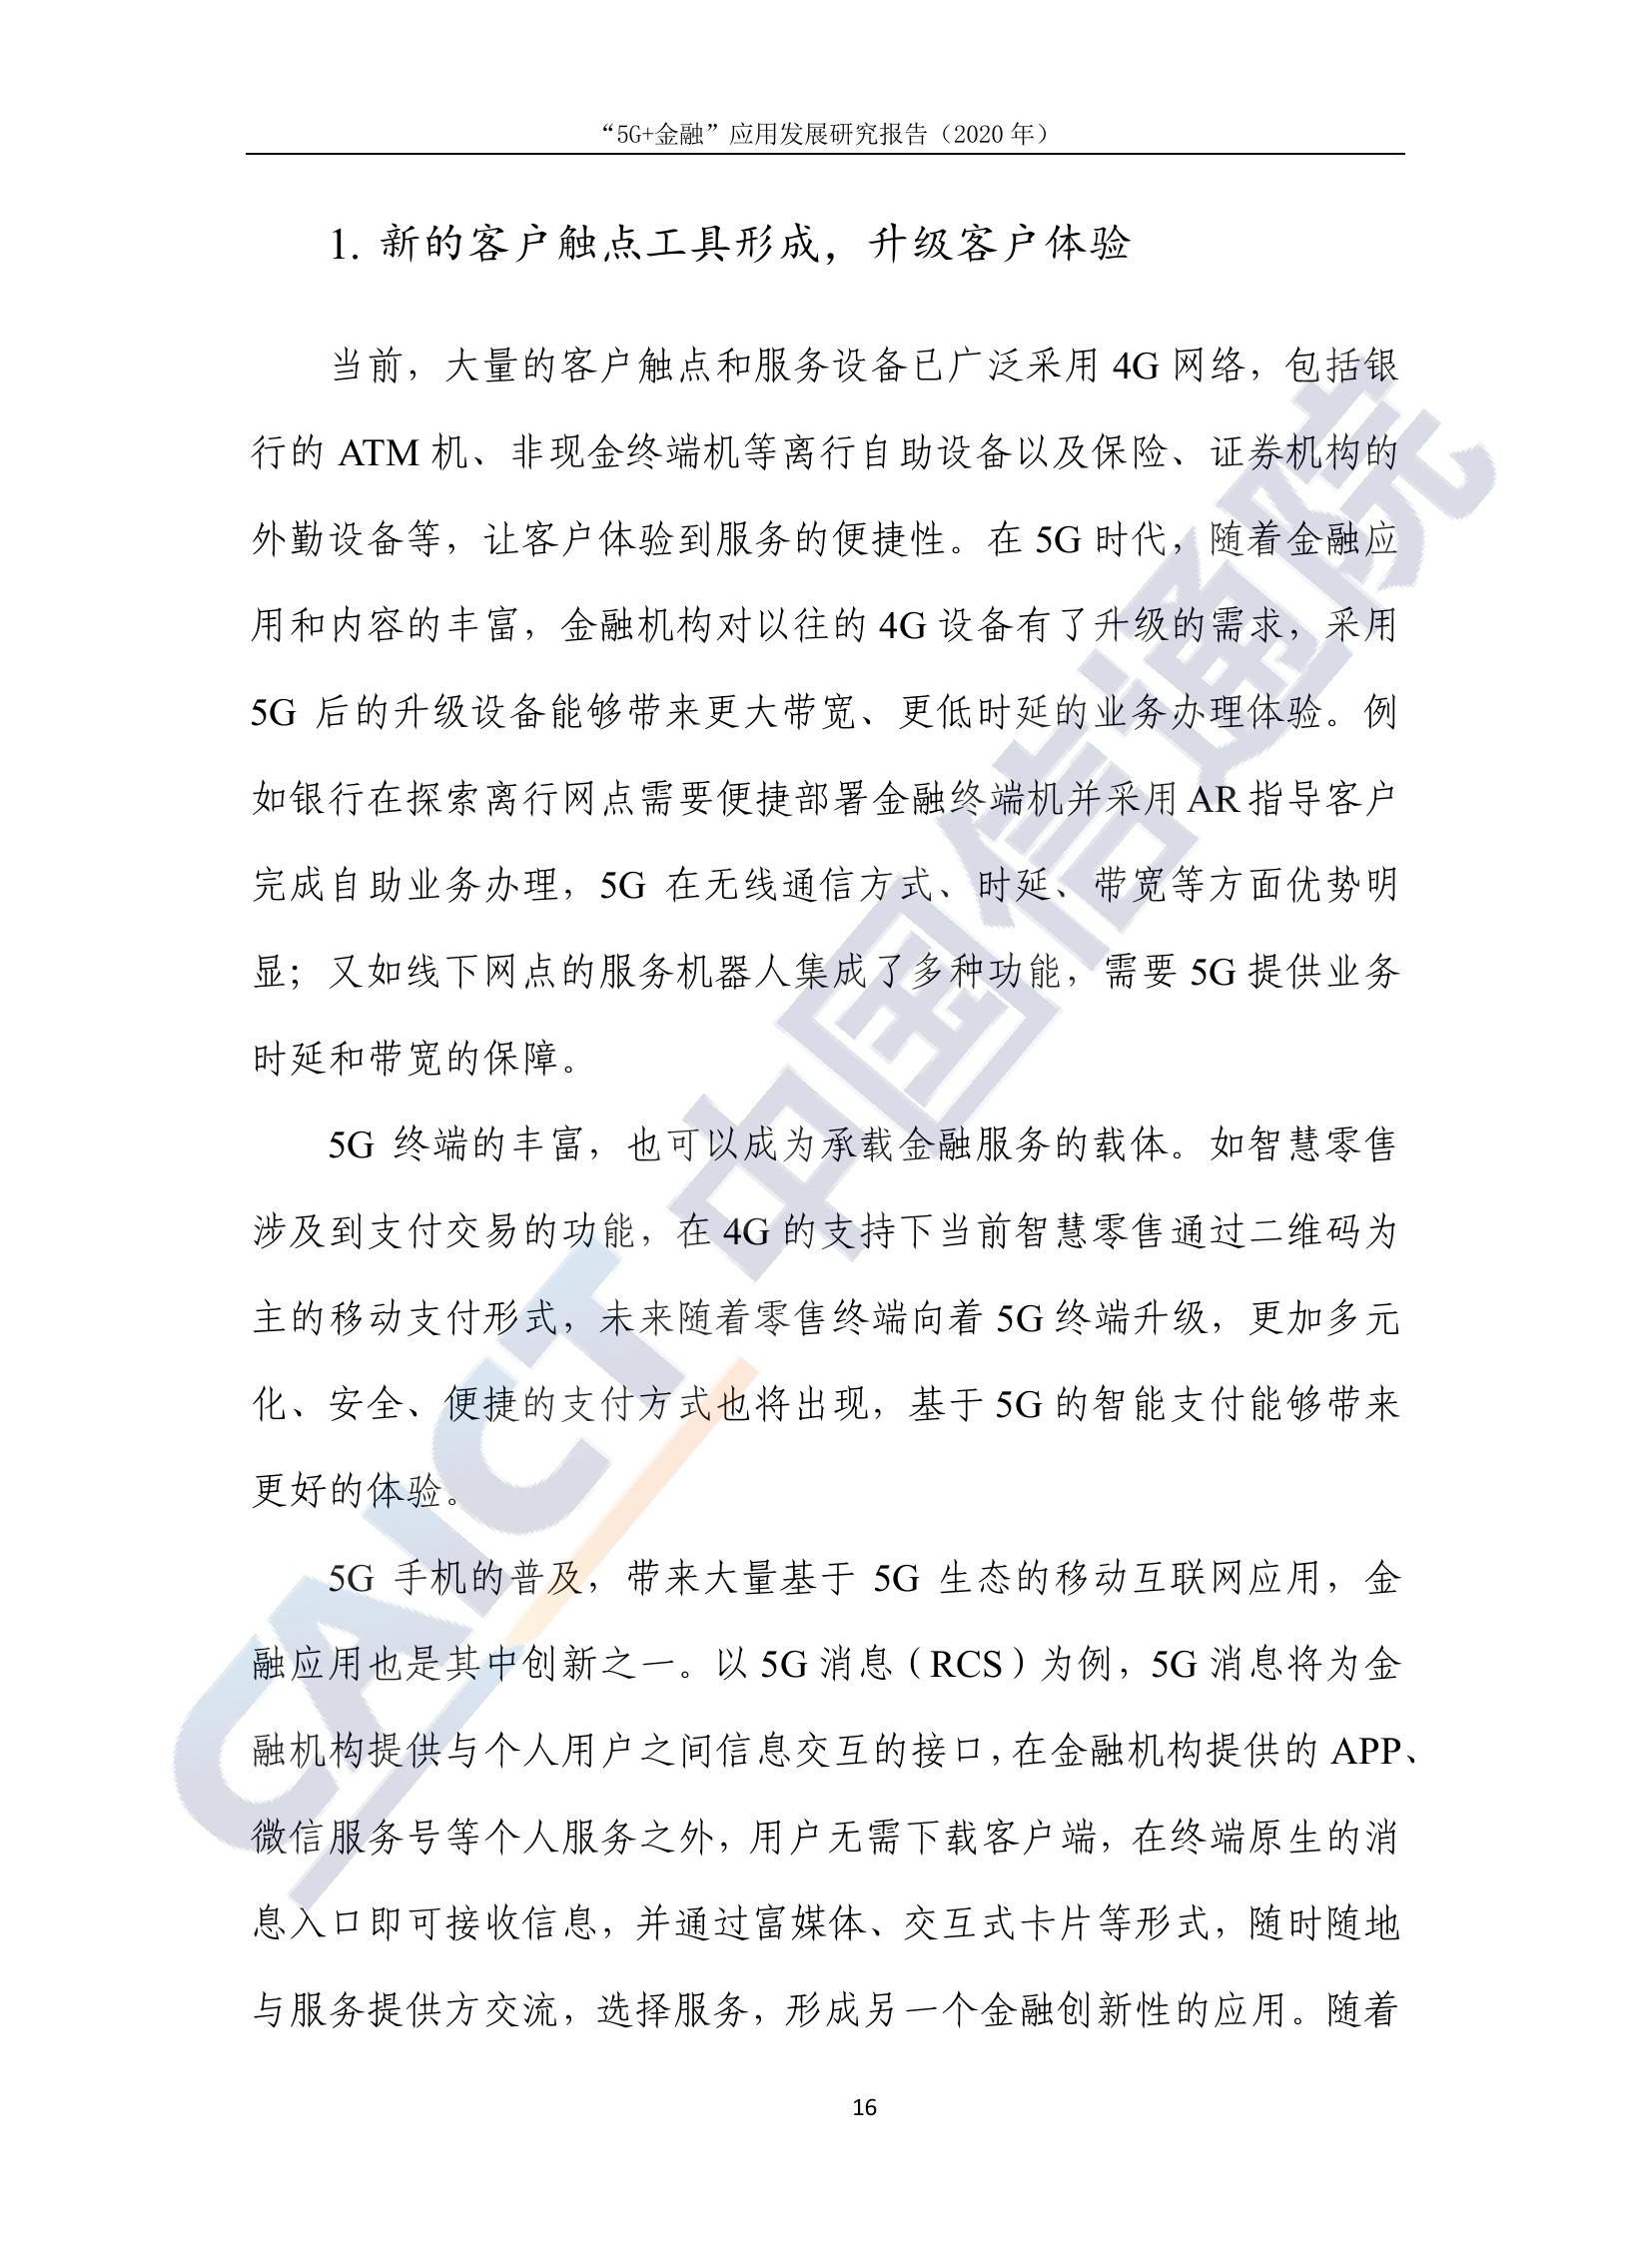 “5G+金融”应用发展研究报告（2020 年）
1. 新的客户触点工具形成，升级客户体验
当前，大量的客户触点和服务设备已广泛采用 4G 网络，包括银
行的 ATM 机、非现金终端机等离行自助设备以及保险、证券机构的
外勤设备等，让客户体验到服务的便捷性。在 5G 时代，随着金融应
用和内容的丰富，金融机构对以往的 4G 设备有了升级的需求，采用
5G 后的升级设备能够带来更大带宽、更低时延的业务办理体验。例
如银行在探索离行网点需要便捷部署金融终端机并采用 AR 指导客户
完成自助业务办理，5G 在无线通信方式、时延、带宽等方面优势明
显；又如线下网点的服务机器人集成了多种功能，需要 5G 提供业务
时延和带宽的保障。
5G 终端的丰富，也可以成为承载金融服务的载体。如智慧零售
涉及到支付交易的功能，在 4G 的支持下当前智慧零售通过二维码为
主的移动支付形式，未来随着零售终端向着 5G 终端升级，更加多元
化、安全、便捷的支付方式也将出现，基于 5G 的智能支付能够带来
更好的体验。
5G 手机的普及，带来大量基于 5G 生态的移动互联网应用，金
融应用也是其中创新之一。以 5G 消息（RCS）为例，5G 消息将为金
融机构提供与个人用户之间信息交互的接口，在金融机构提供的 APP、
微信服务号等个人服务之外，用户无需下载客户端，在终端原生的消
息入口即可接收信息，并通过富媒体、交互式卡片等形式，随时随地
与服务提供方交流，选择服务，形成另一个金融创新性的应用。随着
16
CAICT 中国信通院